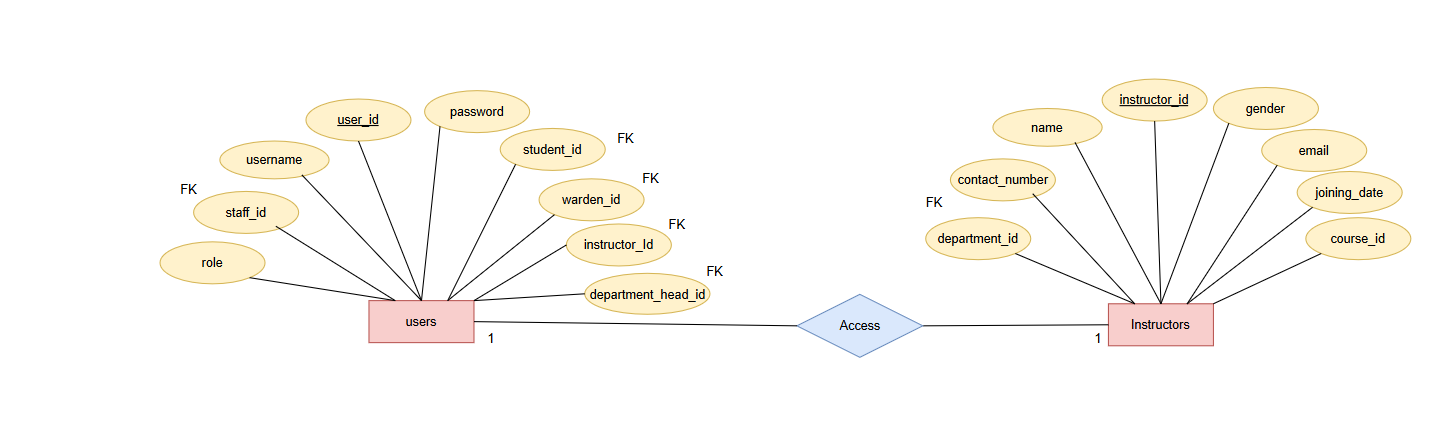 user_id
password
username
student_id
FK
FK
staff_id
warden_id
FK
instructor_Id
FK
role
department_head_id
FK
users
1
Access
instructor_id
gender
name
email
contact_number
joining_date
FK
department_id
course_id
Instructors
1